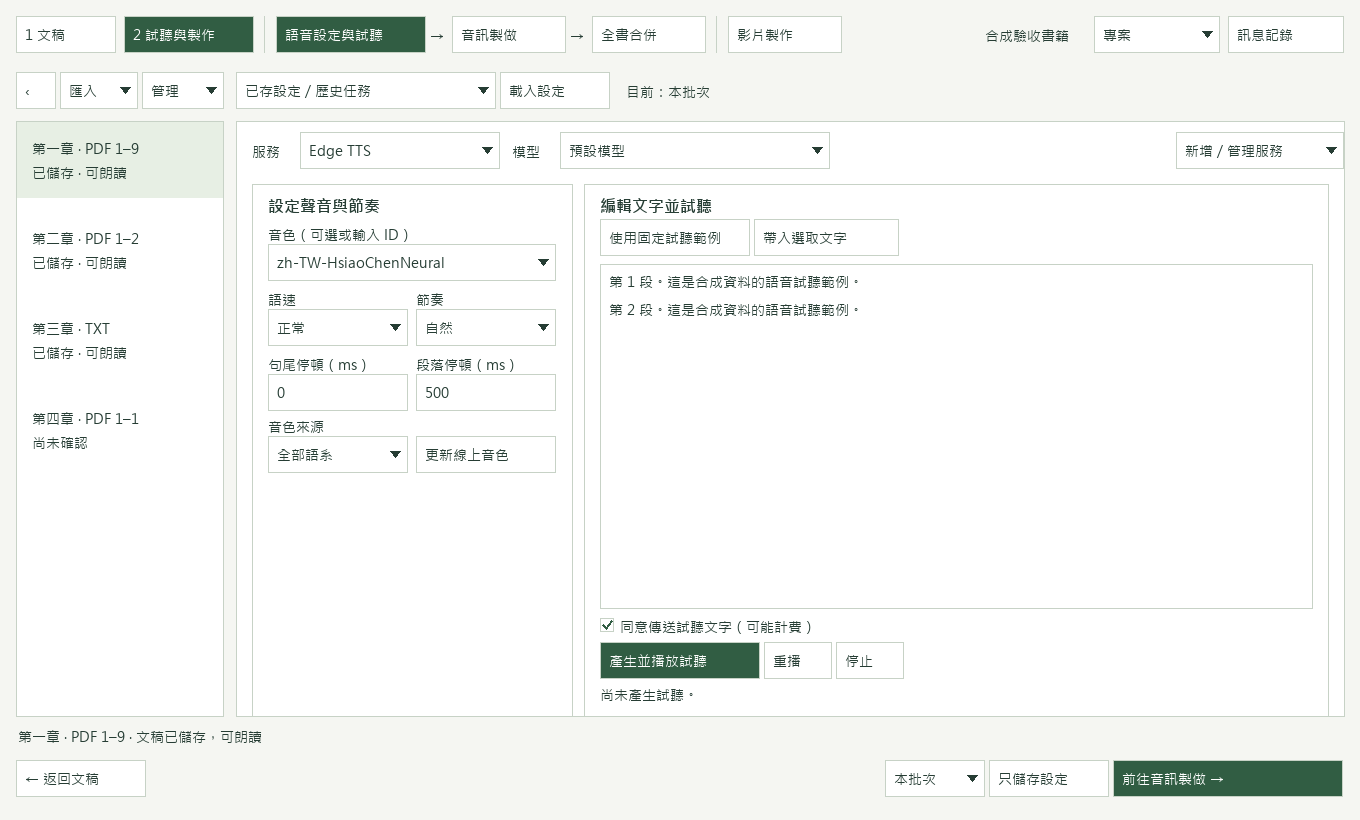 1 文稿
2 試聽與製作
語音設定與試聽
→
音訊製做
→
全書合併
影片製作
合成驗收書籍
專案
訊息記錄
‹
匯入
管理
已存設定 / 歷史任務
載入設定
目前：本批次
第一章 · PDF 1–9
已儲存 · 可朗讀
第二章 · PDF 1–2
已儲存 · 可朗讀
第三章 · TXT
已儲存 · 可朗讀
第四章 · PDF 1–1
尚未確認
服務
Edge TTS
模型
預設模型
新增 / 管理服務
設定聲音與節奏
音色（可選或輸入 ID）
zh-TW-HsiaoChenNeural
語速
節奏
正常
自然
句尾停頓（ms）
段落停頓（ms）
0
500
音色來源
全部語系
更新線上音色
編輯文字並試聽
使用固定試聽範例
帶入選取文字
第 1 段。這是合成資料的語音試聽範例。
第 2 段。這是合成資料的語音試聽範例。
同意傳送試聽文字（可能計費）
產生並播放試聽
重播
停止
尚未產生試聽。
第一章 · PDF 1–9 · 文稿已儲存，可朗讀
← 返回文稿
本批次
只儲存設定
前往音訊製做 →